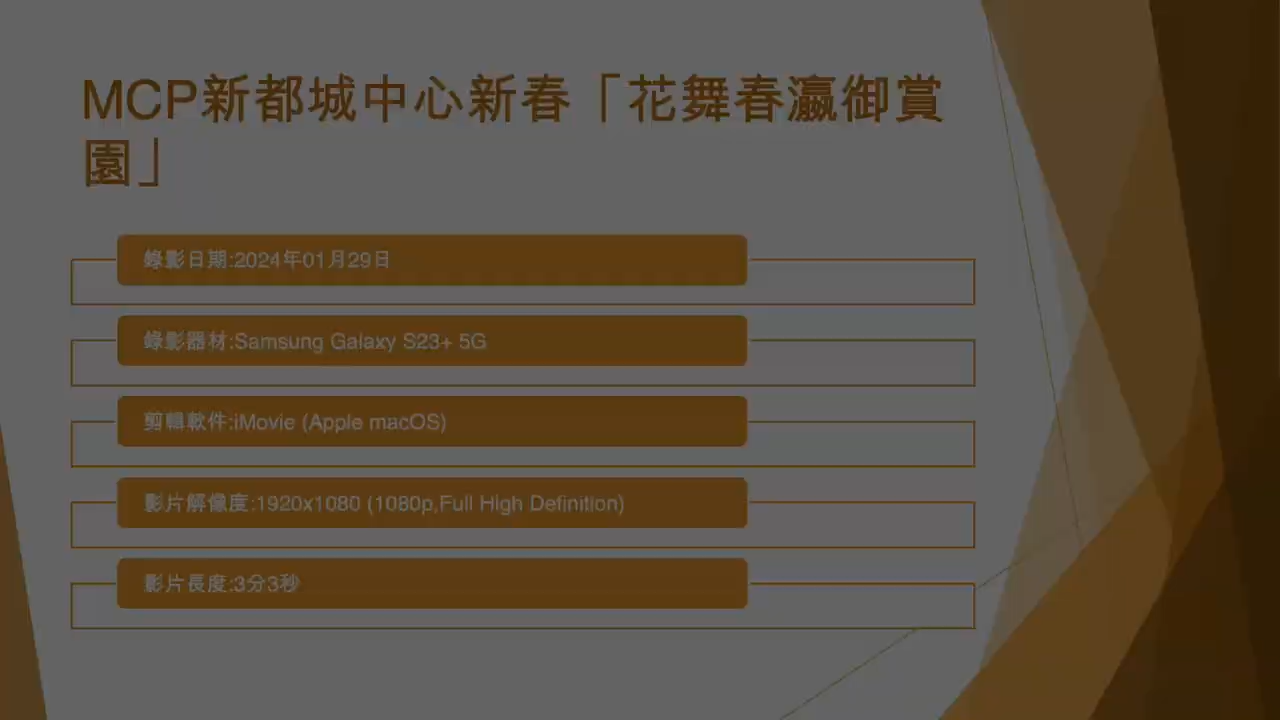 MCP新都城中心新春「花舞春瀛御賞
園」
錄影日期:2024年01月29日
錄影器材:Samsung Galaxy S23+ 5G
剪輯軟件:iMovie (Apple macOS)
影片解像度:1920x1080 (1080p,Full High Definition)
影片長度:3分3秒